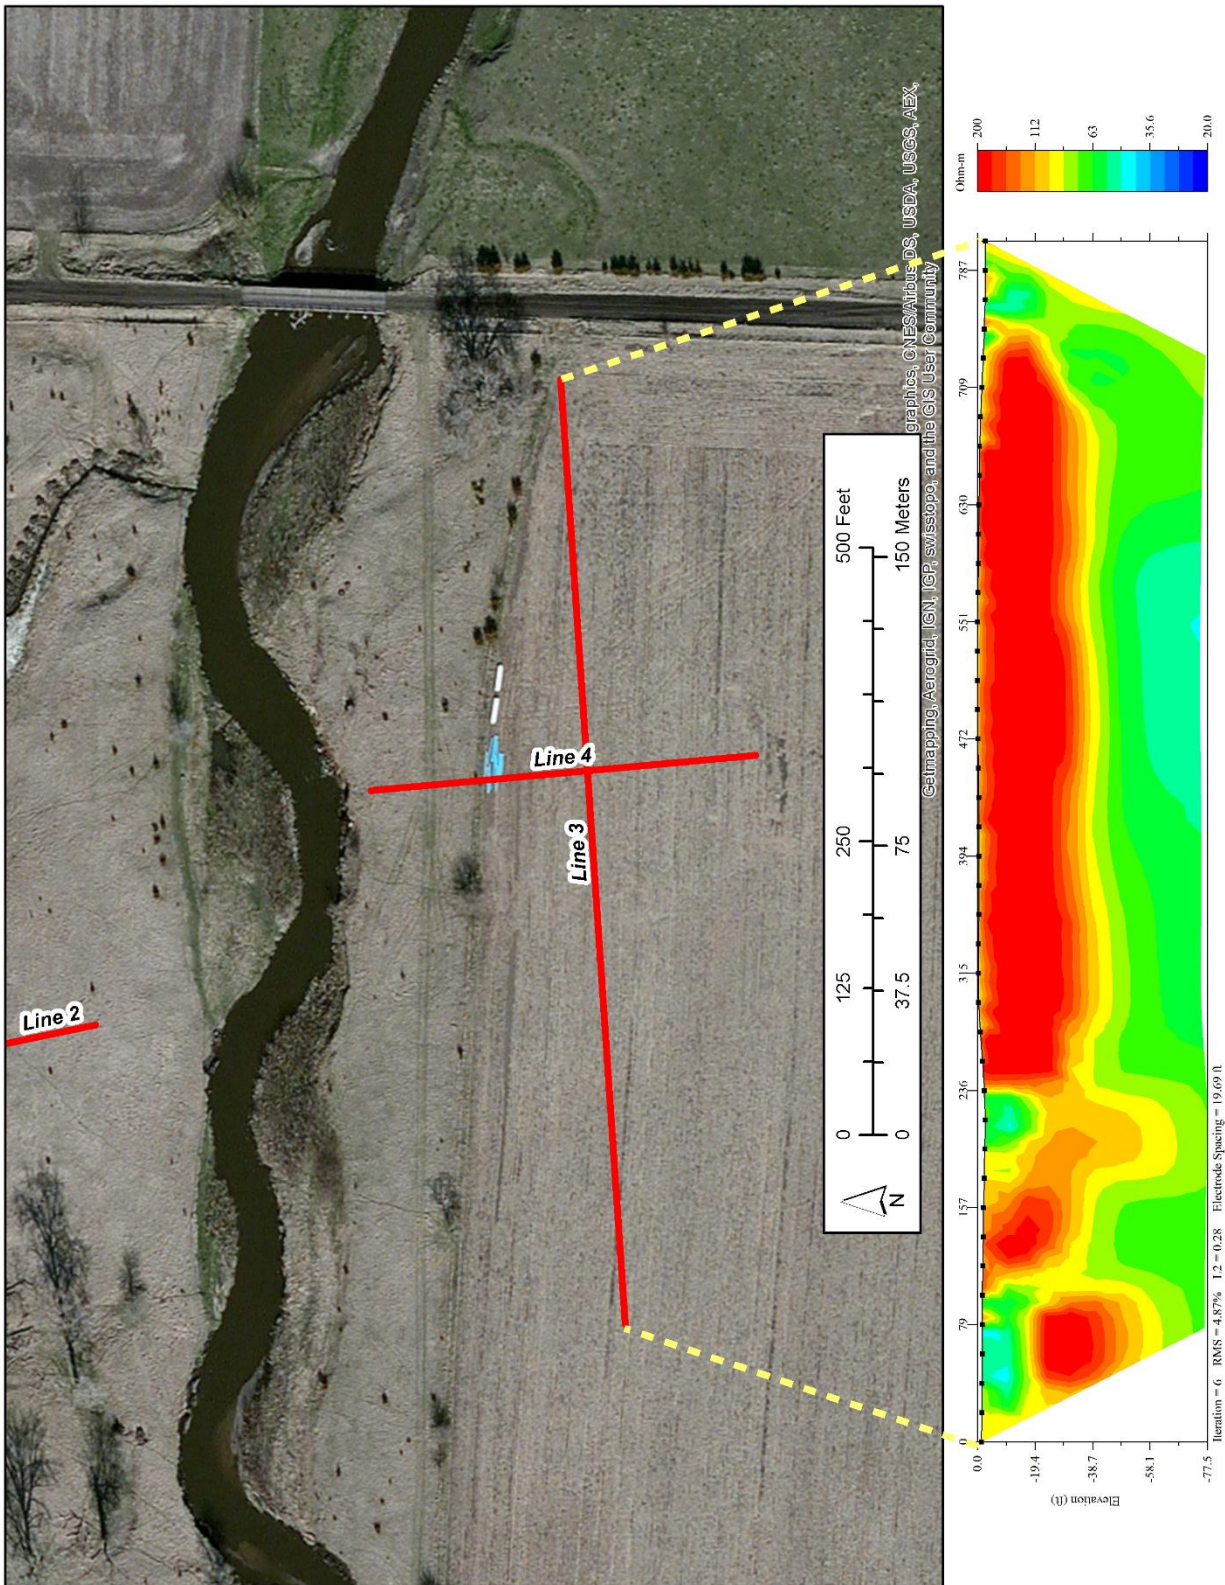 Line 2
Line 4
Line 3
0 125 250 500 Feet
0 37.5 75 150 Meters
N
graphics, CNES/Airbus DS, USDA, USGS, AEX,
Getmapping, Aerogrid, IGN, IGP, swisstopo, and the GIS User Community
0 79 157 236 315 394 472 551 630 709 787
Elevation (ft)
0.0
-19.4
-38.7
-58.1
-77.5
Ohm-m
200
112
63
35.6
20.0
Iteration = 6 RMS = 4.87% L2 = 0.28 Electrode Spacing = 19.69 ft